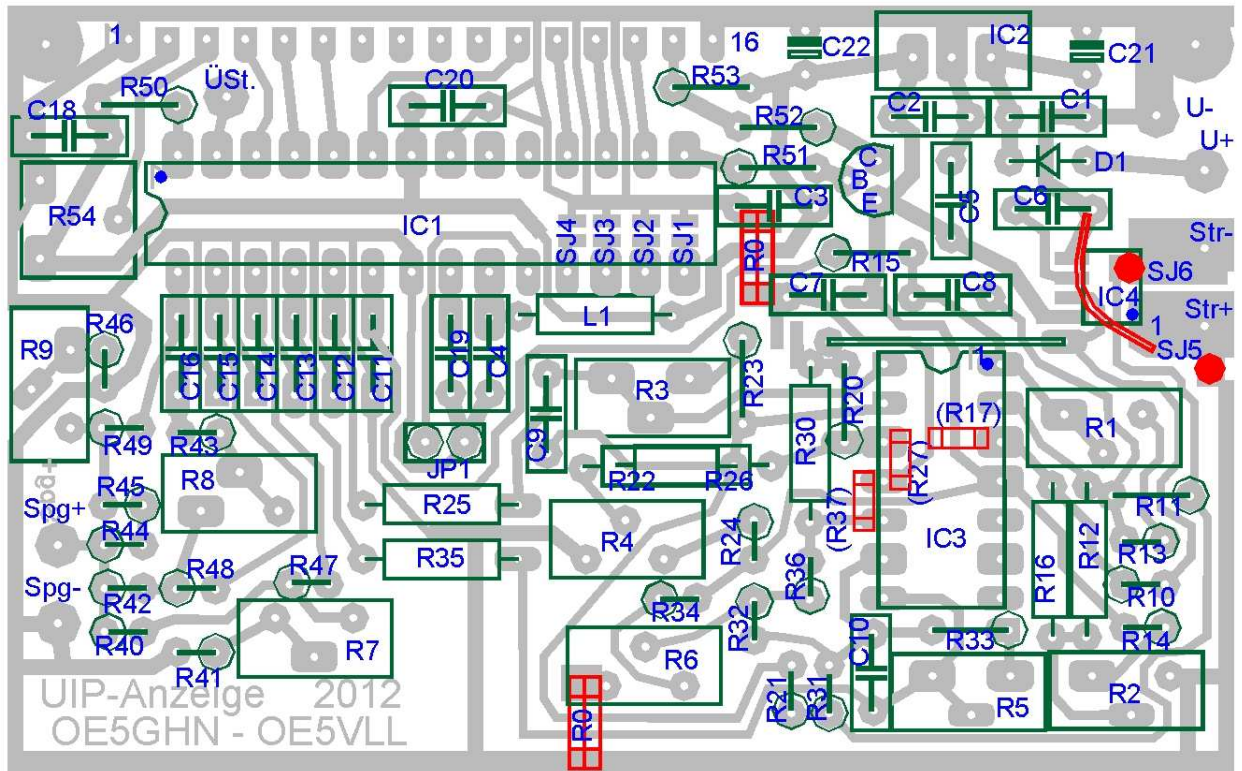 1
16
IC2
C22
C21
R50
ÜSt.
C20
R53
C18
C2
C1
U-
R52
U+
R51
C
B
E
D1
R54
IC1
SJ4
SJ3
SJ2
SJ1
C3
C5
C6
Str-
R0
R15
SJ6
C7
C8
IC4
L1
Str+
1
SJ5
R46
R9
C16
C15
C14
C13
C12
C11
C19
C4
R3
R23
R20
1
R49
R43
C9
R30
(R17)
R1
JP1
R8
R22
R26
(R27)
R45
Spg+
R25
(R37)
R11
R44
R4
R24
IC3
R16
R12
R13
R35
Spg-
R42
R48
R47
R36
R10
R34
R32
R40
C10
R33
R14
R41
R7
R6
R21
R31
R5
R2
R0
UIP-Anzeige 2012
OE5GHN - OE5VLL